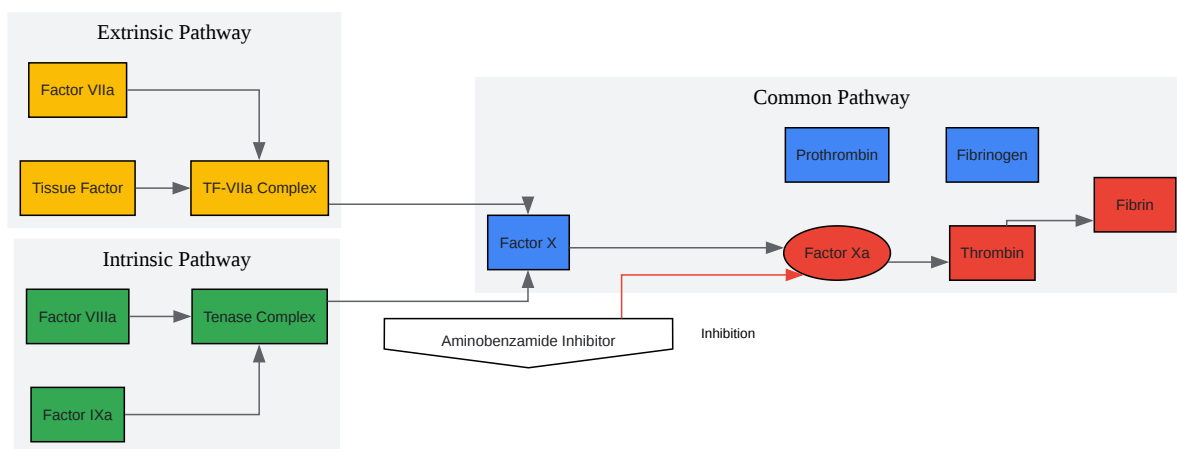 Extrinsic Pathway
Factor VIIa
Tissue Factor
TF-VIIa Complex
Intrinsic Pathway
Factor VIIIa
Tenase Complex
Factor IXa
Common Pathway
Prothrombin
Fibrinogen
Factor X
Factor Xa
Thrombin
Fibrin
Aminobenzamide Inhibitor
Inhibition